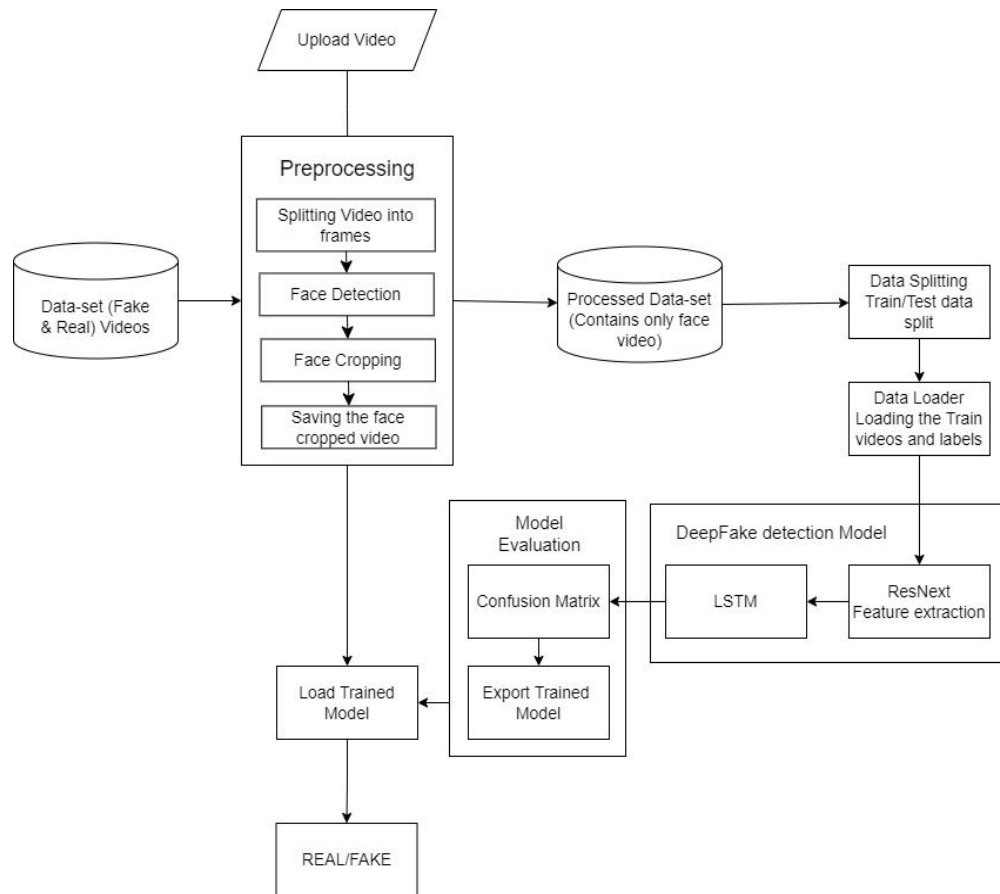 Upload Video
Preprocessing
Splitting Video into
frames
Face Detection
Face Cropping
Saving the face
cropped video
Data-set (Fake
& Real) Videos
Processed Data-set
(Contains only face
video)
Data Splitting
Train/Test data
split
Data Loader
Loading the Train
videos and labels
DeepFake detection Model
ResNext
Feature extraction
LSTM
Model
Evaluation
Confusion Matrix
Export Trained
Model
Load Trained
Model
REAL/FAKE